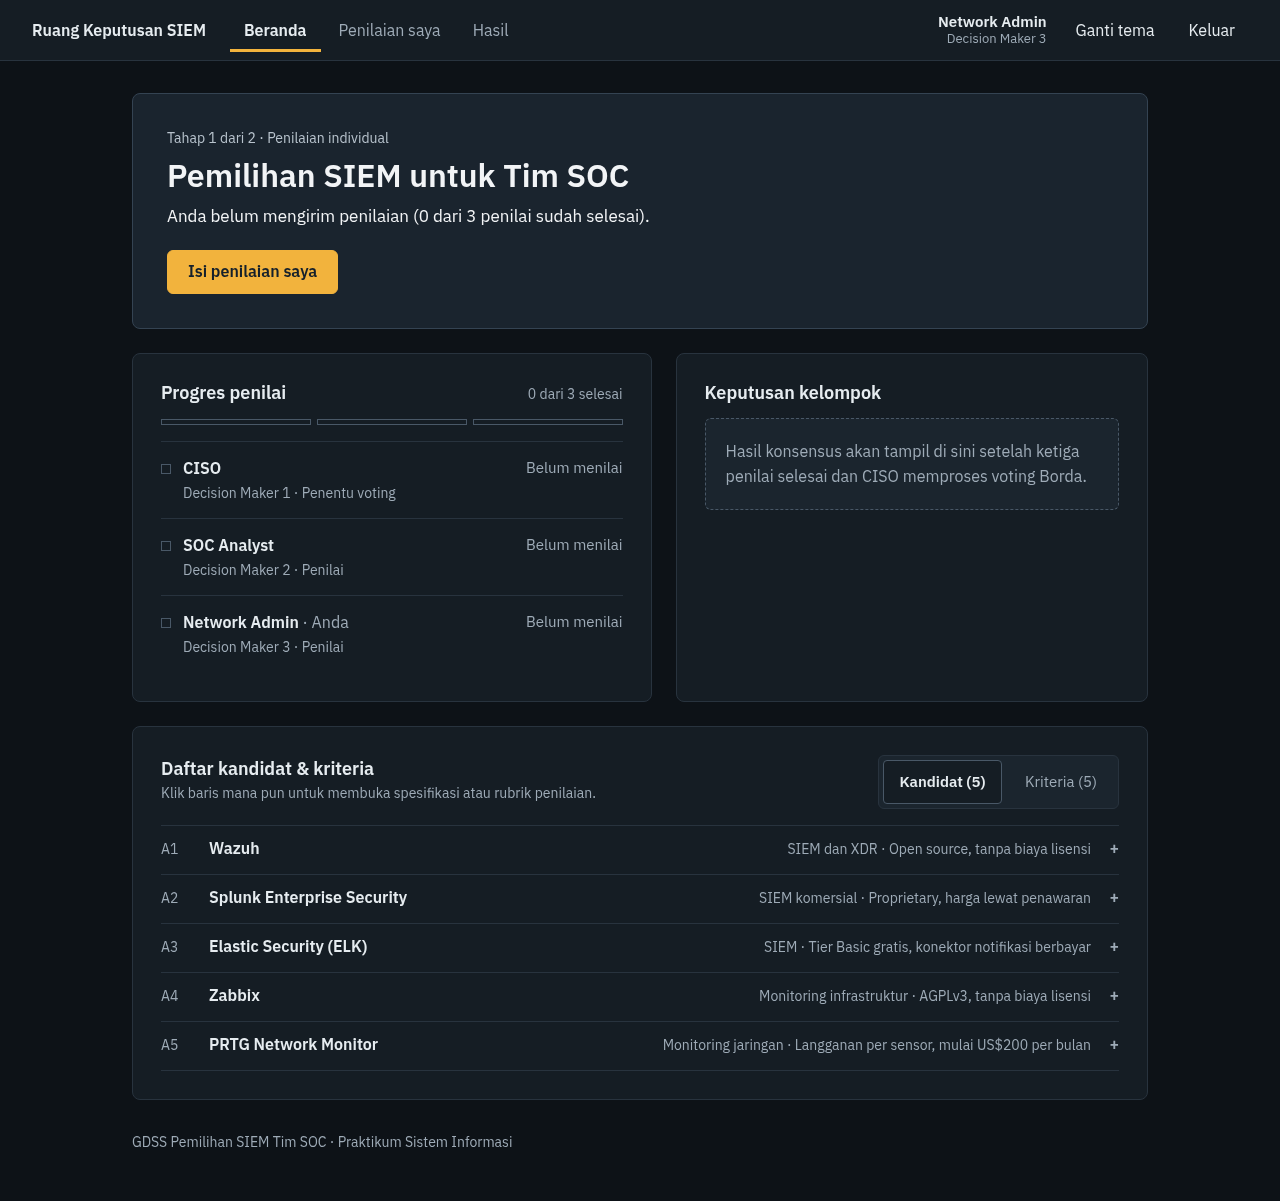 Ruang Keputusan SIEM
Beranda
Penilaian saya
Hasil
Network Admin
Decision Maker 3
Ganti tema
Keluar
Tahap 1 dari 2 · Penilaian individual
Pemilihan SIEM untuk Tim SOC
Anda belum mengirim penilaian (0 dari 3 penilai sudah selesai).
Isi penilaian saya
Progres penilai
0 dari 3 selesai
CISO
Belum menilai
Decision Maker 1 · Penentu voting
SOC Analyst
Belum menilai
Decision Maker 2 · Penilai
Network Admin · Anda
Belum menilai
Decision Maker 3 · Penilai
Keputusan kelompok
Hasil konsensus akan tampil di sini setelah ketiga
penilai selesai dan CISO memproses voting Borda.
Daftar kandidat & kriteria
Klik baris mana pun untuk membuka spesifikasi atau rubrik penilaian.
Kandidat (5)
Kriteria (5)
A1 Wazuh SIEM dan XDR · Open source, tanpa biaya lisensi +
A2 Splunk Enterprise Security SIEM komersial · Proprietary, harga lewat penawaran +
A3 Elastic Security (ELK) SIEM · Tier Basic gratis, konektor notifikasi berbayar +
A4 Zabbix Monitoring infrastruktur · AGPLv3, tanpa biaya lisensi +
A5 PRTG Network Monitor Monitoring jaringan · Langganan per sensor, mulai US$200 per bulan +
GDSS Pemilihan SIEM Tim SOC · Praktikum Sistem Informasi